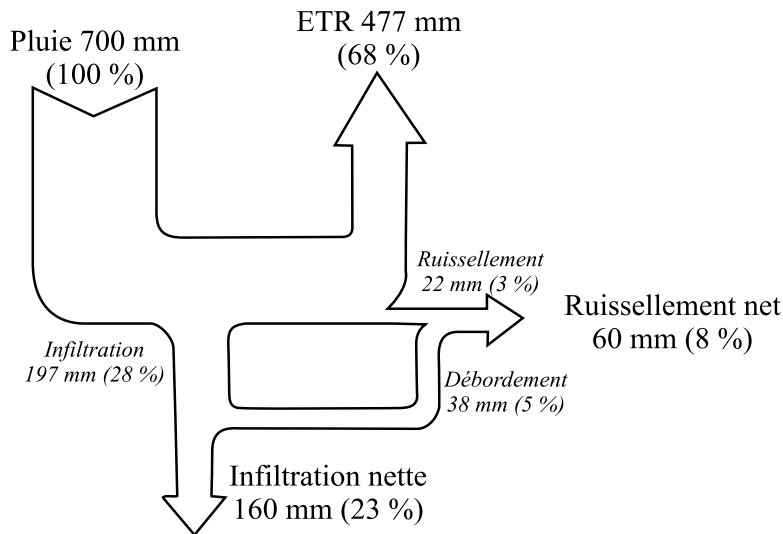 Pluie 700 mm
(100 %)
ETR 477 mm
(68 %)
Ruissellement
22 mm (3 %)
Ruissellement net
60 mm (8 %)
Infiltration
197 mm (28 %)
Débordement
38 mm (5 %)
Infiltration nette
160 mm (23 %)